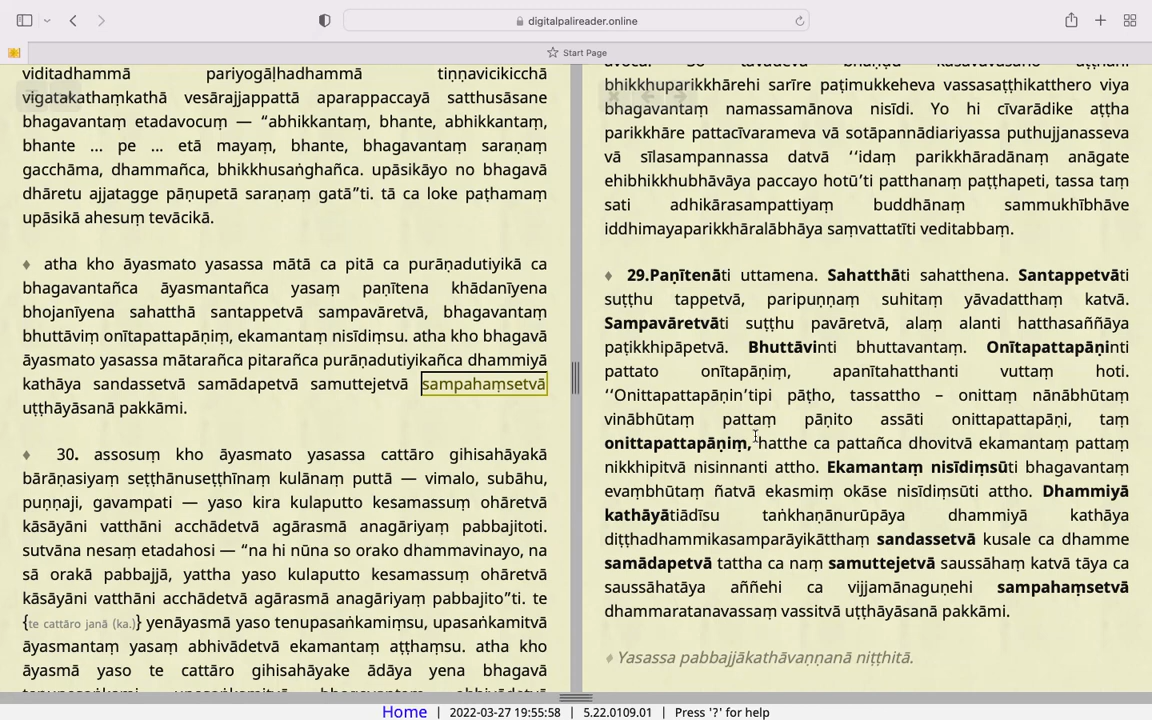 digitalpalireader.online
Start Page
viditadhammā pariyogāḷhadhammā tiṇṇavicikicchā
vigatakathaṃkathā vesārajjappattā aparappaccayā satthusāsane
bhagavantaṃ etadavocuṃ — “abhikkantaṃ, bhante, abhikkantaṃ,
bhante ... pe ... etā mayaṃ, bhante, bhagavantaṃ saraṇaṃ
gacchāma, dhammañca, bhikkhusaṅghañca. upāsikāyo no bhagavā
dhāretu ajjatagge pāṇupetā saraṇaṃ gatā”ti. tā ca loke paṭhamaṃ
upāsikā ahesuṃ tevācikā.
♦ atha kho āyasmato yasassa mātā ca pitā ca purāṇadutiyikā ca
bhagavantañca āyasmantañca yasaṃ paṇītena khādanīyena
bhojanīyena sahatthā santappetvā sampavāretvā, bhagavantaṃ
bhuttāviṃ onītapattapāṇiṃ, ekamantaṃ nisīdiṃsu. atha kho bhagavā
āyasmato yasassa mātarañca pitarañca purāṇadutiyikañca dhammiyā
kathāya sandassetvā samādapetvā samuttejetvā sampahaṃsetvā
uṭṭhāyāsanā pakkāmi.
♦ 30. assosuṃ kho āyasmato yasassa cattāro gihisahāyakā
bārāṇasiyaṃ seṭṭhānuseṭṭhīnaṃ kulānaṃ puttā — vimalo, subāhu,
puṇṇaji, gavampati — yaso kira kulaputto kesamassuṃ ohāretvā
kāsāyāni vatthāni acchādetvā agārasmā anagāriyaṃ pabbajitoti.
sutvāna nesaṃ etadahosi — “na hi nūna so orako dhammavinayo, na
sā orakā pabbajjā, yattha yaso kulaputto kesamassuṃ ohāretvā
kāsāyāni vatthāni acchādetvā agārasmā anagāriyaṃ pabbajito”ti. te
{te cattāro janā (ka.)} yenāyasmā yaso tenupasaṅkamiṃsu, upasaṅkamitvā
āyasmantaṃ yasaṃ abhivādetvā ekamantaṃ aṭṭhaṃsu. atha kho
āyasmā yaso te cattāro gihisahāyake ādāya yena bhagavā
tenupasaṅkami, upasaṅkamitvā bhagavantaṃ abhivādetvā
bhikkhuparikkhārehi sarīre paṭimukkeheva vassasaṭṭhikatthero viya
bhagavantaṃ namassamānova nisīdi. Yo hi cīvarādike aṭṭha
parikkhāre pattacīvarameva vā sotāpannādiariyassa puthujjanasseva
vā sīlasampannassa datvā ‘‘idaṃ parikkhāradānaṃ anāgate
ehibhikkhubhāvāya paccayo hotū’ti patthanaṃ paṭṭhapeti, tassa taṃ
sati adhikārasampattiyaṃ buddhānaṃ sammukhībhāve
iddhimayaparikkhāralābhāya saṃvattatīti veditabbaṃ.
♦ 29.Paṇītenāti uttamena. Sahatthāti sahatthena. Santappetvāti
suṭṭhu tappetvā, paripuṇṇaṃ suhitaṃ yāvadatthaṃ katvā.
Sampavāretvāti suṭṭhu pavāretvā, alaṃ alanti hatthasaññāya
paṭikkhipāpetvā. Bhuttāvinti bhuttavantaṃ. Onītapattapāṇinti
pattato onītapāṇiṃ, apanītahatthanti vuttaṃ hoti.
‘‘Onittapattapāṇin’tipi pāṭho, tassattho – onittaṃ nānābhūtaṃ
vinābhūtaṃ pattaṃ pāṇito assāti onittapattapāṇi, taṃ
onittapattapāṇiṃ, hatthe ca pattañca dhovitvā ekamantaṃ pattaṃ
nikkhipitvā nisinnanti attho. Ekamantaṃ nisīdiṃsūti bhagavantaṃ
evaṃbhūtaṃ ñatvā ekasmiṃ okāse nisīdiṃsūti attho. Dhammiyā
kathāyātiādīsu taṅkhaṇānurūpāya dhammiyā kathāya
diṭṭhadhammikasamparāyikātthaṃ sandassetvā kusale ca dhamme
samādapetvā tattha ca naṃ samuttejetvā saussāhaṃ katvā tāya ca
saussāhatāya aññehi ca vijjamānaguṇehi sampahaṃsetvā
dhammaratanavassaṃ vassitvā uṭṭhāyāsanā pakkāmi.
♦ Yasassa pabbajjākathāvaṇṇanā niṭṭhitā.
Home | 2022-03-27 19:55:58 | 5.22.0109.01 | Press '?' for help